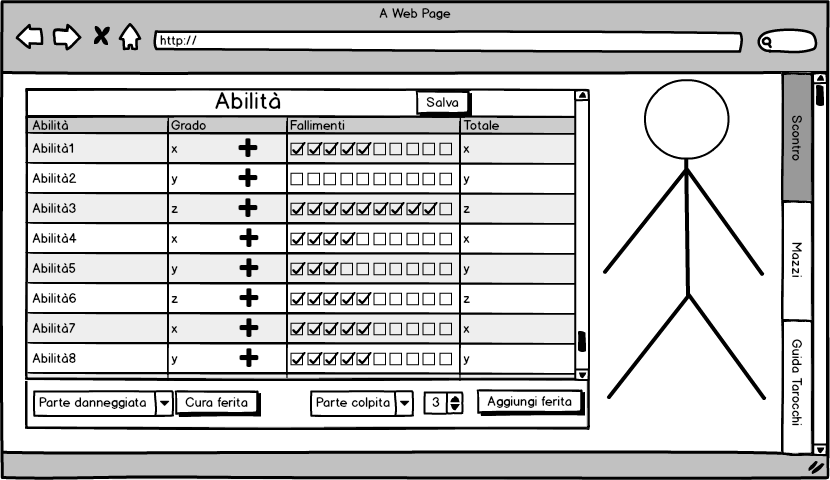 A Web Page
http://
Abilità Salva
Abilità Grado Fallimenti Totale
Abilità1 x x
Abilità2 y y
Abilità3 z z
Abilità4 x x
Abilità5 y y
Abilità6 z z
Abilità7 x x
Abilità8 y y
Parte danneggiata Cura ferita Parte colpita 3 Aggiungi ferita
Scontro
Mazzi
Guida Tarocchi